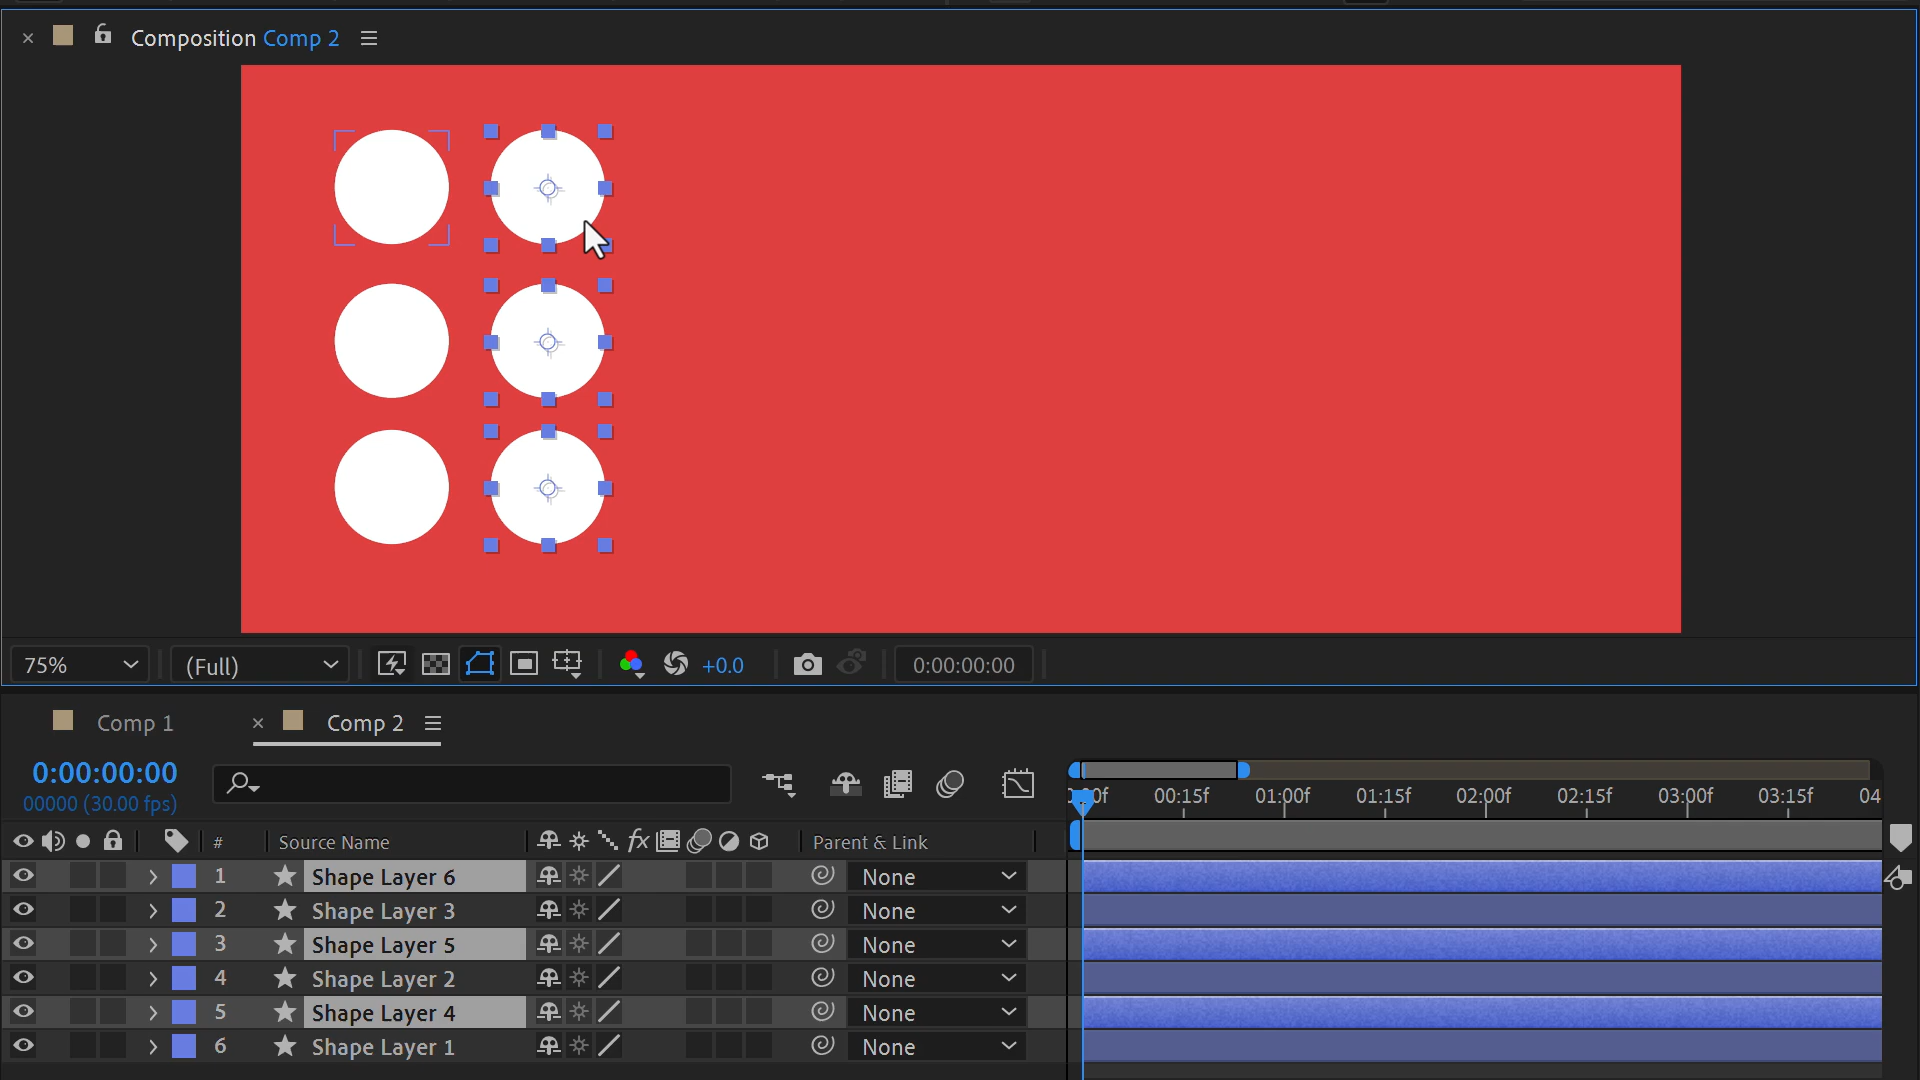 Composition Comp 2
75% (Full) +0.0 0:00:00:00
Comp 1 Comp 2
0:00:00:00
00000 (30.00 fps)
00:15f 01:00f 01:15f 02:00f 02:15f 03:00f 03:15f 04
# Source Name fx Parent & Link
1 Shape Layer 6 None
2 Shape Layer 3 None
3 Shape Layer 5 None
4 Shape Layer 2 None
5 Shape Layer 4 None
6 Shape Layer 1 None